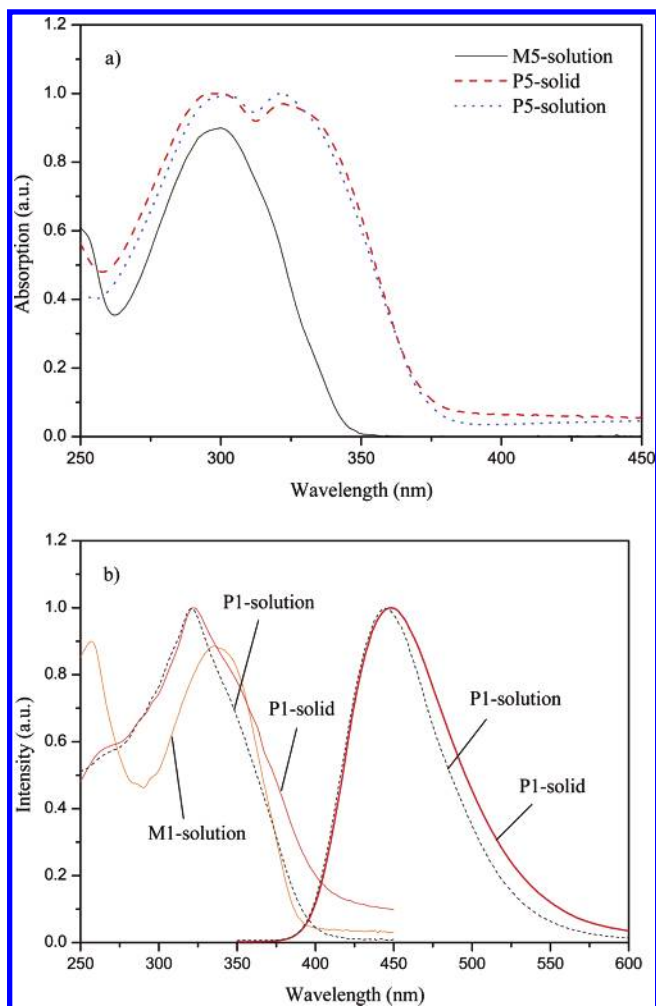 a)
M5-solution
P5-solid
P5-solution
Absorption (a.u.)
1.2
1.0
0.8
0.6
0.4
0.2
0.0
250 300 350 400 450
Wavelength (nm)
b)
P1-solution
P1-solid
M1-solution
P1-solution
P1-solid
Intensity (a.u.)
1.2
1.0
0.8
0.6
0.4
0.2
0.0
250 300 350 400 450 500 550 600
Wavelength (nm)